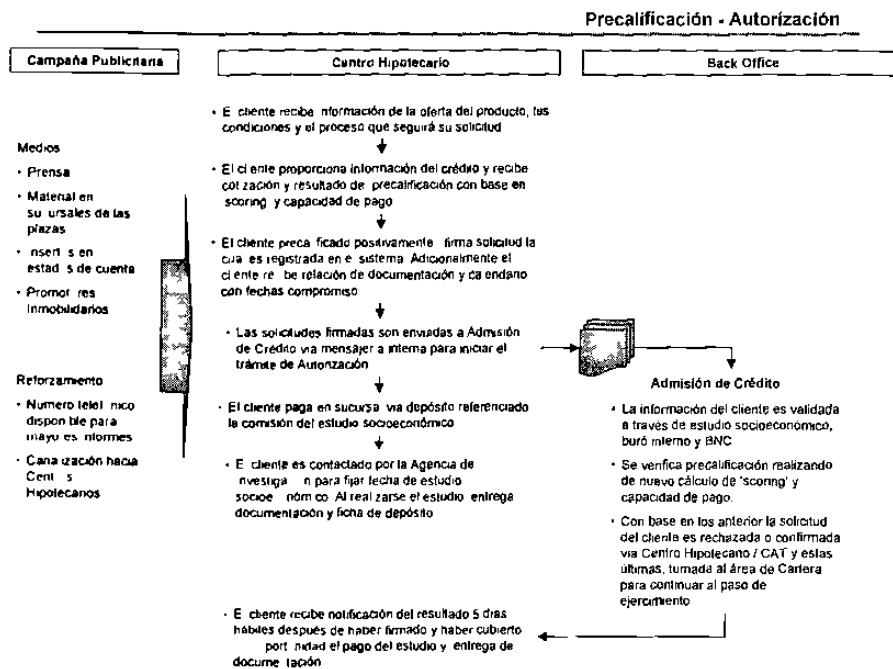 Precalificación - Autorización
Campaña Publicitaria
Centro Hipotecario
Back Office
Medios
• Prensa
• Material en
su ursales de las
plazas
• nsert s en
estad s de cuenta
• Promot res
Inmobiliarios
Reforzamiento
• Numero telef nico
dispon ble para
mayo es nformes
• Cana ización hacia
Cent s
Hipotecarios
• E cliente recibe nformación de la oferta del producto, las
condiciones y el proceso que seguirá su solicitud
• El cl ente proporciona información del crédito y recibe
cot zación y resultado de precalificación con base en
scoring y capacidad de pago
• El cliente preca ficado positivamente firma solicitud la
cua es registrada en e sistema Adicionalmente el
cl ente re be relación de documentación y ca endario
con fechas compromiso
• Las solicitudes firmadas son enviadas a Admisión
de Crédito via mensajer a interna para iniciar el
trámite de Autorización
• El cliente paga en sucursa via depósito referenciado
la comisión del estudio socioeconómico
• E cliente es contactado por la Agencia de
nvestiga n para fijar fecha de estudio
socioe nóm co Al real zarse el estudio entrega
documentación y ficha de depósito
• E cliente recibe notificación del resultado 5 dias
hábiles después de haber firmado y haber cubierto
port nidad el pago del estudio y entrega de
docume tación
Admisión de Crédito
• La información del cliente es validada
a través de estudio socioeconómico,
buró interno y BNC
• Se verifica precalificación realizando
de nuevo cálculo de 'scoring' y
capacidad de pago.
• Con base en los anterior la solicitud
del cliente es rechazada o confirmada
via Centro Hipotecario / CAT y estas
últimas, turnada al área de Cartera
para continuar al paso de
ejercimiento